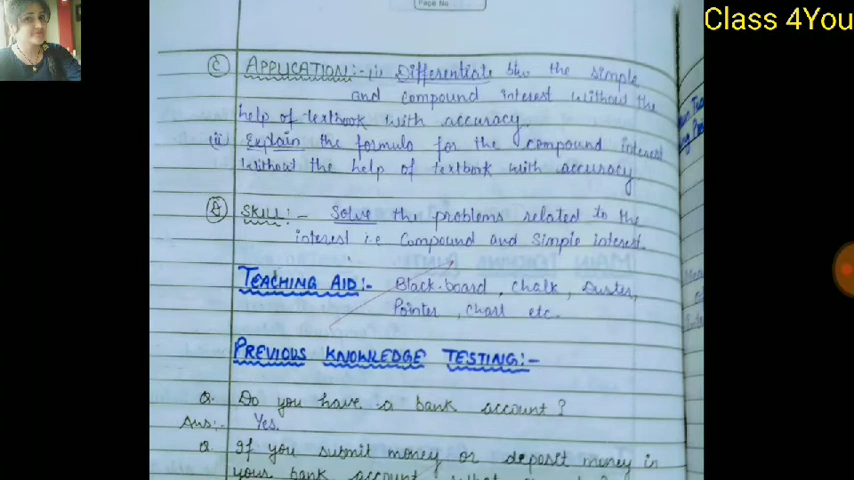 Page No
Class 4You
C APPLICATION:- (i) Differentiate b/w the simple
and compound interest without the
help of textbook with accuracy.
(ii) Explain the formula for the compound interest
without the help of textbook with accuracy
D SKILL:- Solve the problems related to the
interest i.e Compound and Simple interest.
TEACHING AID:- Black-board, chalk, Duster,
Pointer, chart etc.
PREVIOUS KNOWLEDGE TESTING:-
Q. Do you have a bank account?
Ans:- Yes.
Q. If you submit money or deposit money in
your bank account